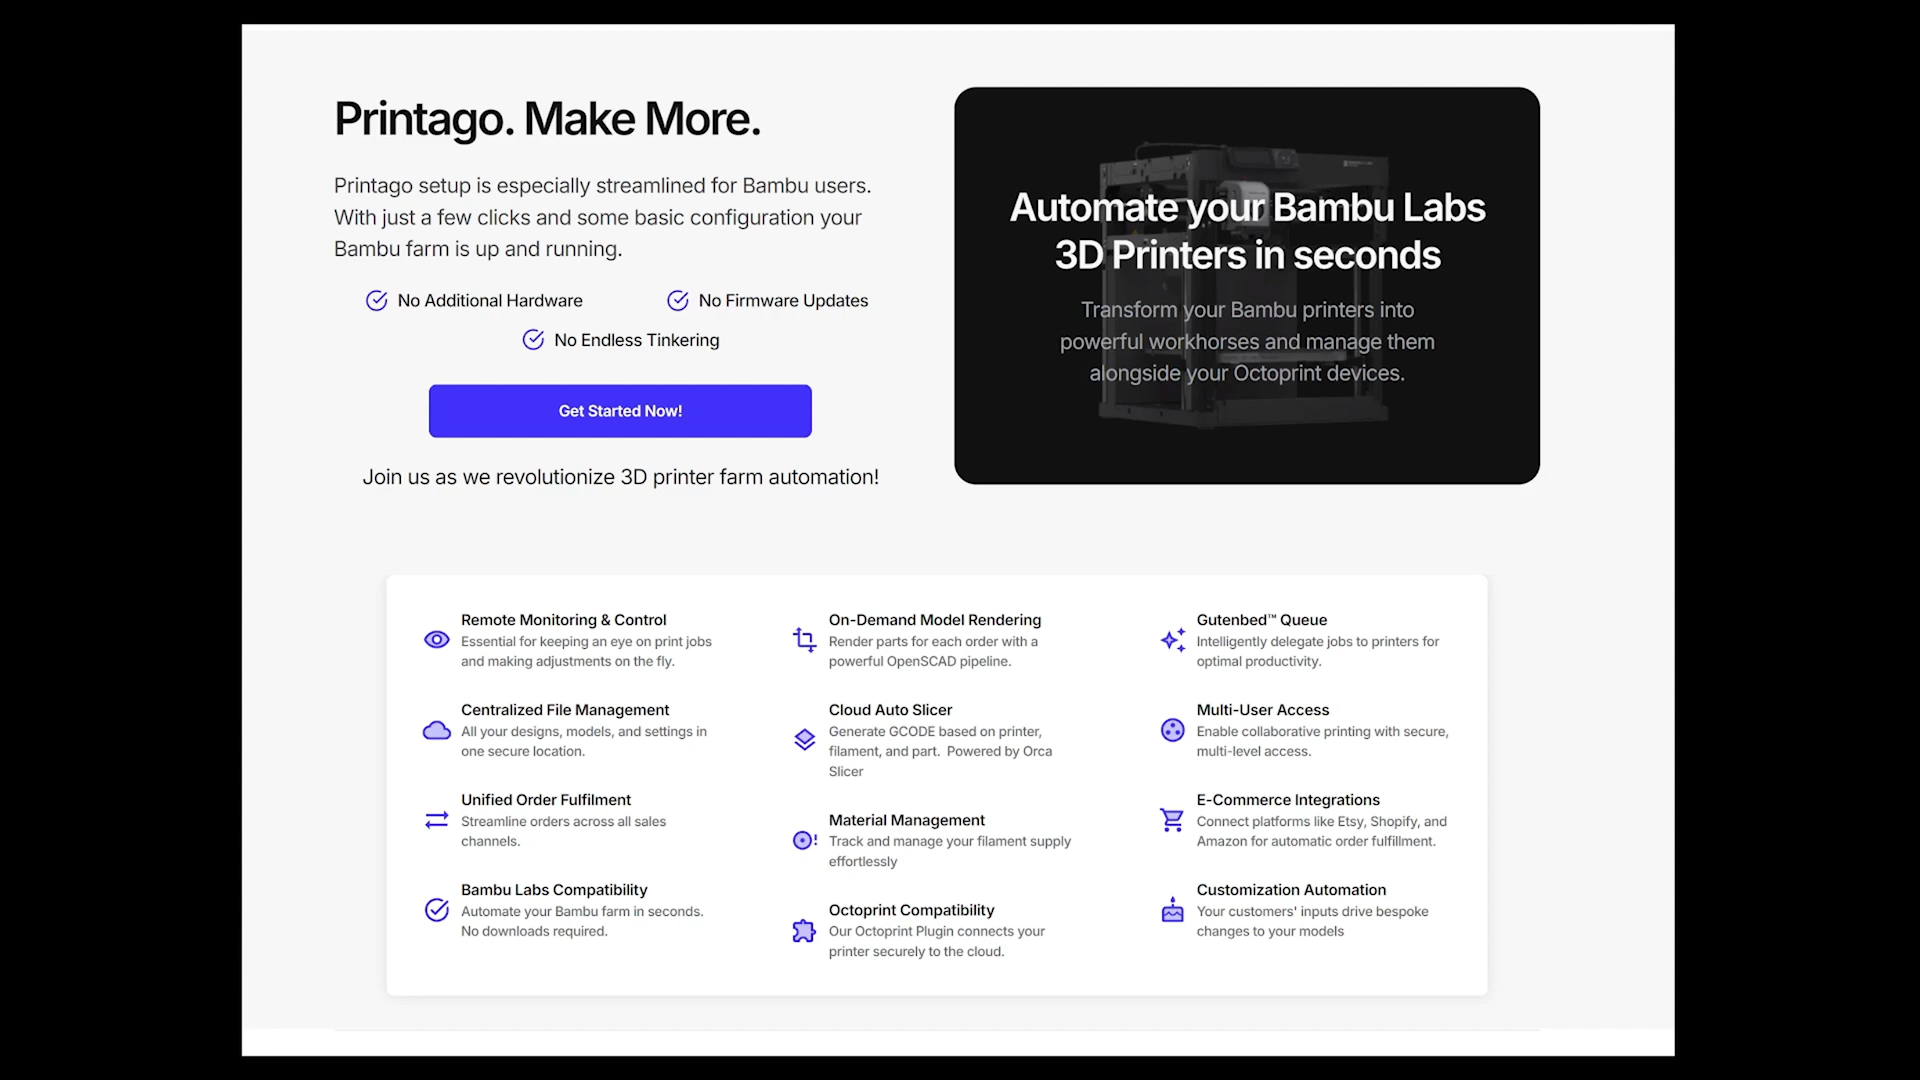 Printago. Make More.
Printago setup is especially streamlined for Bambu users.
With just a few clicks and some basic configuration your
Bambu farm is up and running.
No Additional Hardware
No Firmware Updates
No Endless Tinkering
Get Started Now!
Join us as we revolutionize 3D printer farm automation!
Automate your Bambu Labs
3D Printers in seconds
Transform your Bambu printers into
powerful workhorses and manage them
alongside your Octoprint devices.
Remote Monitoring & Control
Essential for keeping an eye on print jobs
and making adjustments on the fly.
Centralized File Management
All your designs, models, and settings in
one secure location.
Unified Order Fulfilment
Streamline orders across all sales
channels.
Bambu Labs Compatibility
Automate your Bambu farm in seconds.
No downloads required.
On-Demand Model Rendering
Render parts for each order with a
powerful OpenSCAD pipeline.
Cloud Auto Slicer
Generate GCODE based on printer,
filament, and part. Powered by Orca
Slicer
Material Management
Track and manage your filament supply
effortlessly
Octoprint Compatibility
Our Octoprint Plugin connects your
printer securely to the cloud.
Gutenbed™ Queue
Intelligently delegate jobs to printers for
optimal productivity.
Multi-User Access
Enable collaborative printing with secure,
multi-level access.
E-Commerce Integrations
Connect platforms like Etsy, Shopify, and
Amazon for automatic order fulfillment.
Customization Automation
Your customers' inputs drive bespoke
changes to your models